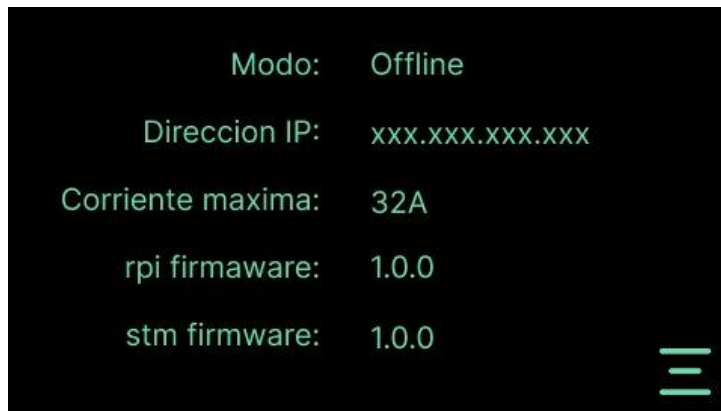 Modo: Offline
Direccion IP: xxx.xxx.xxx.xxx
Corriente maxima: 32A
rpi firmaware: 1.0.0
stm firmware: 1.0.0